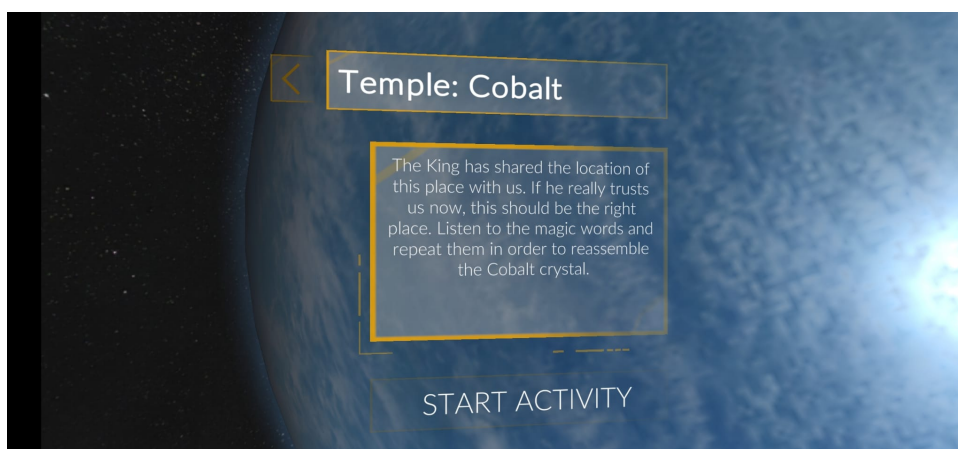 Temple: Cobalt
The King has shared the location of
this place with us. If he really trusts
us now, this should be the right
place. Listen to the magic words and
repeat them in order to reassemble
the Cobalt crystal.
START ACTIVITY